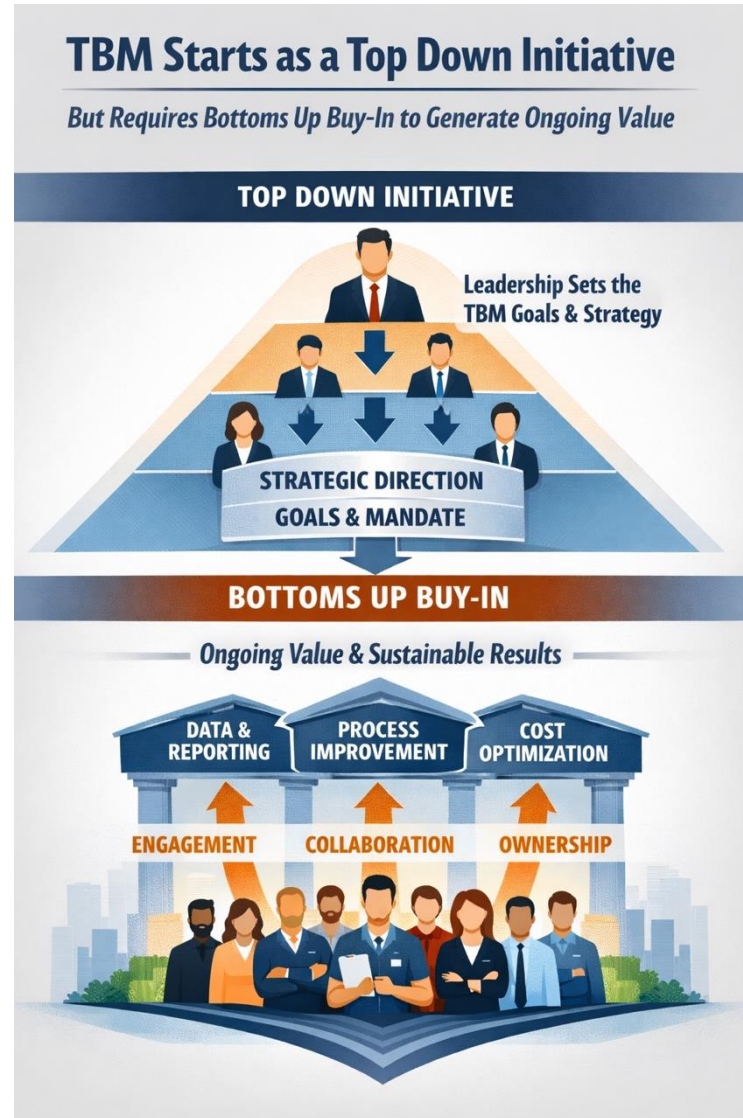 TBM Starts as a Top Down Initiative
But Requires Bottoms Up Buy-In to Generate Ongoing Value
TOP DOWN INITIATIVE
Leadership Sets the
TBM Goals & Strategy
STRATEGIC DIRECTION
GOALS & MANDATE
BOTTOMS UP BUY-IN
Ongoing Value & Sustainable Results
DATA &
REPORTING
PROCESS
IMPROVEMENT
COST
OPTIMIZATION
ENGAGEMENT
COLLABORATION
OWNERSHIP